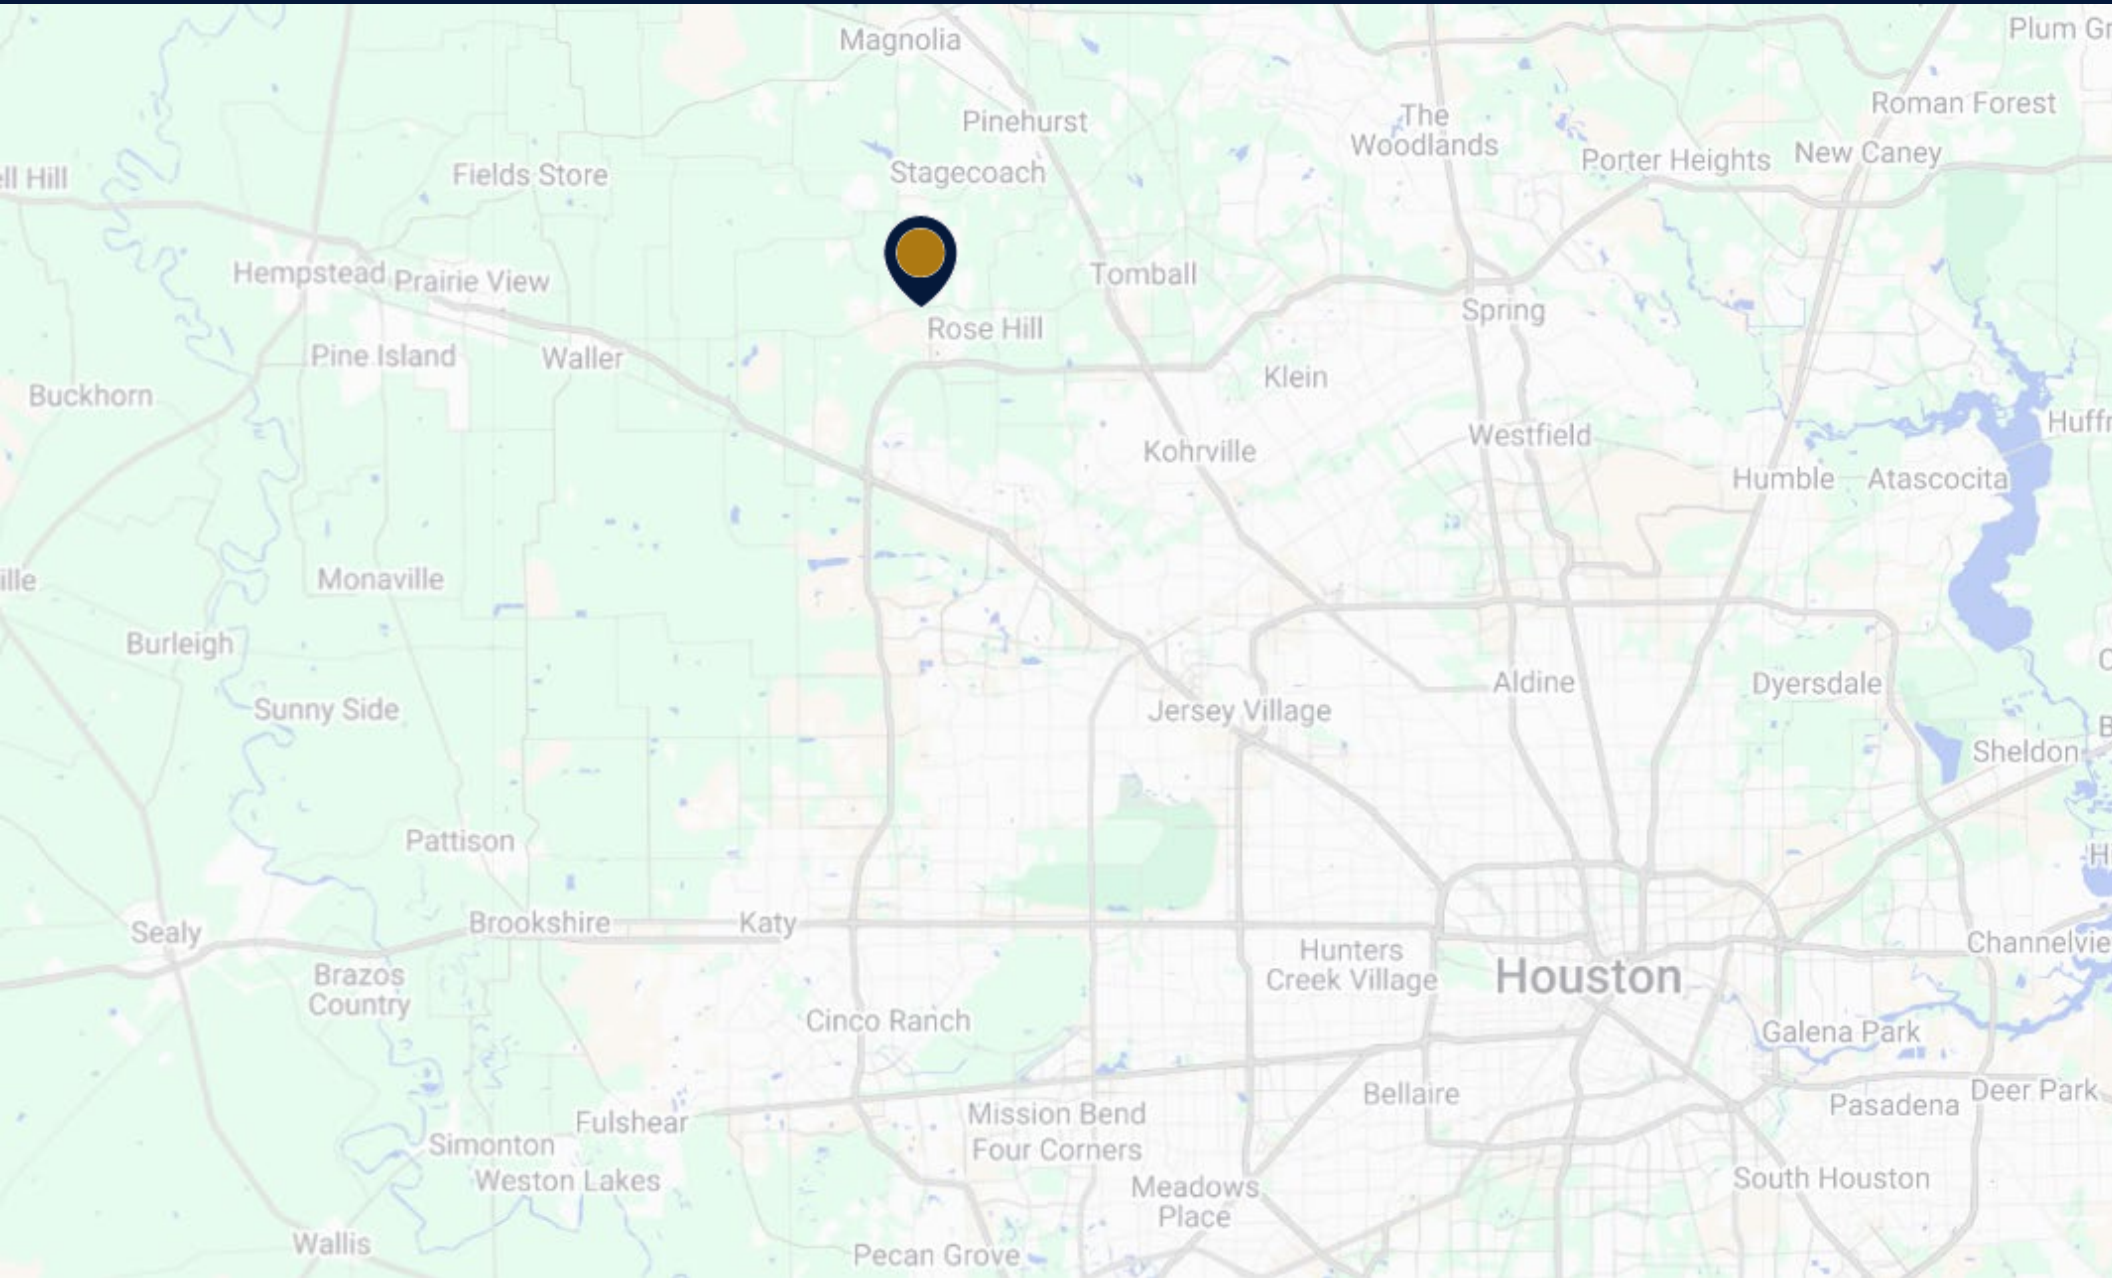 Magnolia
Plum Gr
Roman Forest
Pinehurst
The
Woodlands
Porter Heights
New Caney
Stagecoach
Fields Store
ell Hill
Hempstead
Prairie View
Tomball
Spring
Rose Hill
Pine Island
Waller
Klein
Buckhorn
Huffr
Westfield
Kohrville
Humble
Atascocita
ille
Monaville
Burleigh
Aldine
Dyersdale
Sunny Side
Jersey Village
Sheldon
Pattison
Sealy
Brookshire
Katy
Hunters
Creek Village
Houston
Channelvie
Brazos
Country
Cinco Ranch
Galena Park
Bellaire
Deer Park
Pasadena
Fulshear
Mission Bend
Four Corners
Simonton
Weston Lakes
Meadows
Place
South Houston
Wallis
Pecan Grove